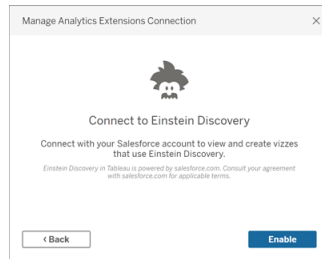 Manage Analytics Extensions Connection
Connect to Einstein Discovery
Connect with your Salesforce account to view and create vizzes
that use Einstein Discovery.
Einstein Discovery in Tableau is powered by salesforce.com. Consult your agreement
with salesforce.com for applicable terms.
‹ Back
Enable